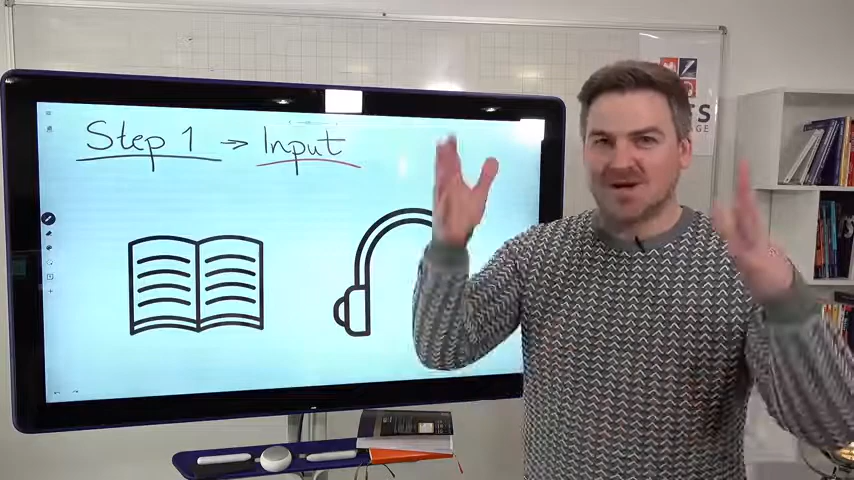 Step 1 → Input